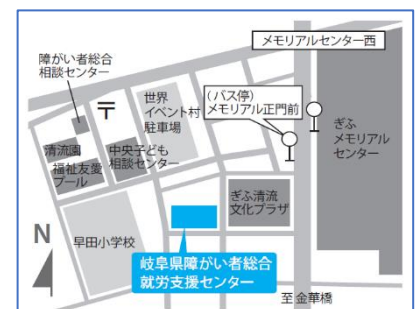 メモリアルセンター西
障がい者総合
相談センター
〒
世界
イベント村
駐車場
(バス停)
メモリアル正門前
ぎふ
メモリアル
センター
清流園
福祉友愛
プール
中央子ども
相談センター
ぎふ清流
文化プラザ
N
早田小学校
岐阜県障がい者総合
就労支援センター
至 金華橋